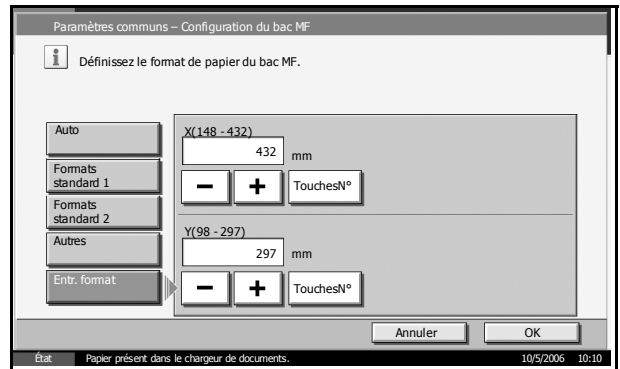 Paramètres communs – Configuration du bac MF
Définissez le format de papier du bac MF.
Auto
Formats
standard 1
Formats
standard 2
Autres
Entr. format
X(148 - 432)
432 mm
− + TouchesN°
Y(98 - 297)
297 mm
− + TouchesN°
Annuler OK
État Papier présent dans le chargeur de documents. 10/5/2006 10:10